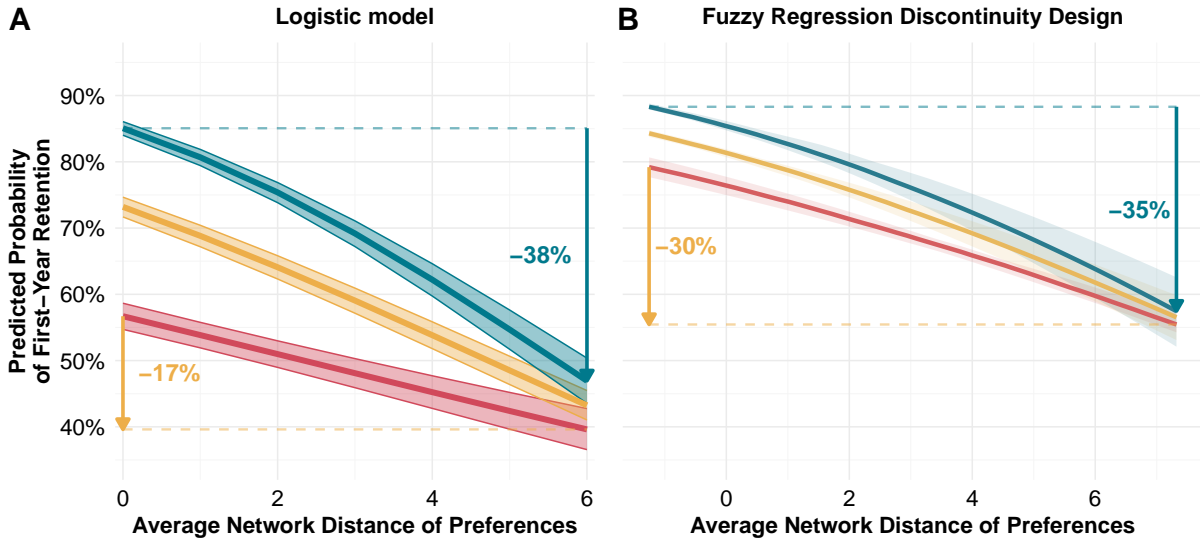 A
Logistic model
B
Fuzzy Regression Discontinuity Design
Predicted Probability
of First−Year Retention
90%
80%
70%
60%
50%
40%
−38%
−17%
−35%
−30%
0 2 4 6
0 2 4 6
Average Network Distance of Preferences
Average Network Distance of Preferences